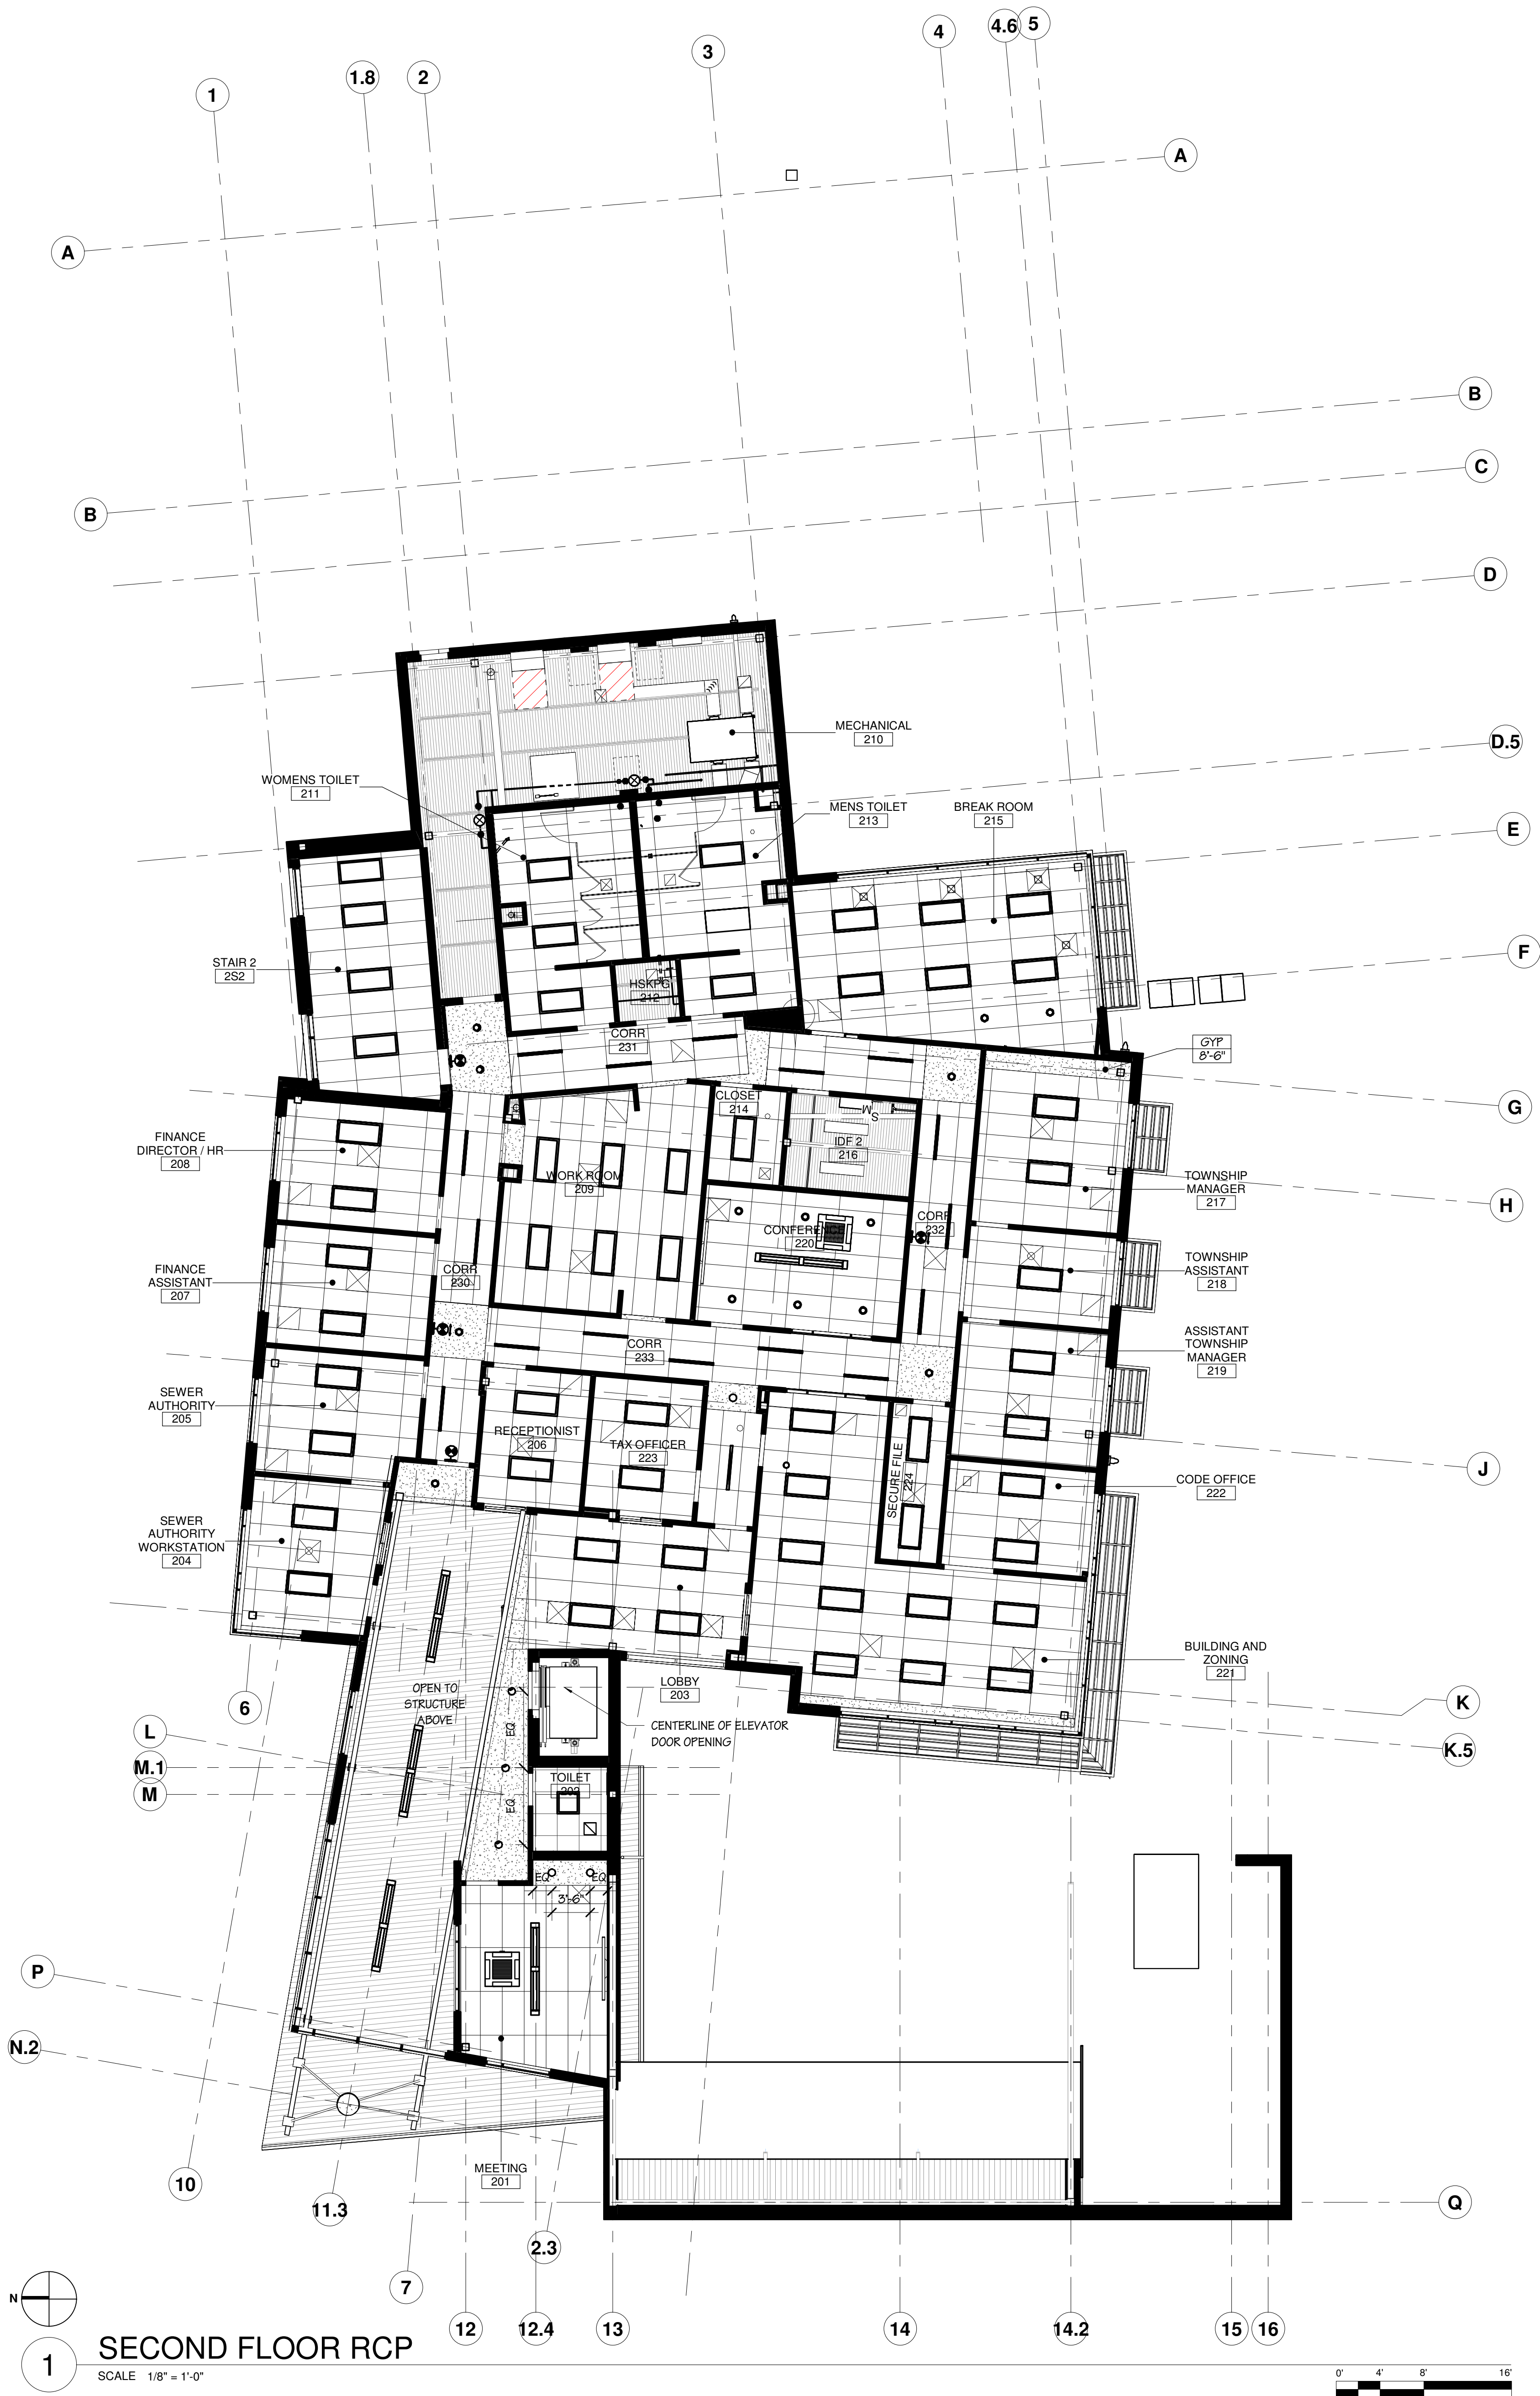 1
1.8
2
3
4
4.6
5
A
A
B
B
C
D
D.5
E
F
G
H
J
K
K.5
MECHANICAL
210
WOMENS TOILET
211
MENS TOILET
213
BREAK ROOM
215
STAIR 2
2S2
HSKPG
212
CORR
231
GYP
8'-6"
CLOSET
214
IDF 2
216
SM
FINANCE
DIRECTOR / HR
208
WORK ROOM
209
TOWNSHIP
MANAGER
217
CONFERENCE
220
CORR
232
FINANCE
ASSISTANT
207
CORR
230
TOWNSHIP
ASSISTANT
218
CORR
233
ASSISTANT
TOWNSHIP
MANAGER
219
SEWER
AUTHORITY
205
RECEPTIONIST
206
TAX OFFICER
223
SECURE FILE
224
CODE OFFICE
222
SEWER
AUTHORITY
WORKSTATION
204
BUILDING AND
ZONING
221
LOBBY
203
OPEN TO
STRUCTURE
ABOVE
EQ
EQ
CENTERLINE OF ELEVATOR
DOOR OPENING
TOILET
202
EQ
EQ
3'-6"
6
L
M.1
M
P
N.2
MEETING
201
10
11.3
7
2.3
Q
12
12.4
13
14
14.2
15
16
N
1
SECOND FLOOR RCP
SCALE 1/8" = 1'-0"
0' 4' 8' 16'